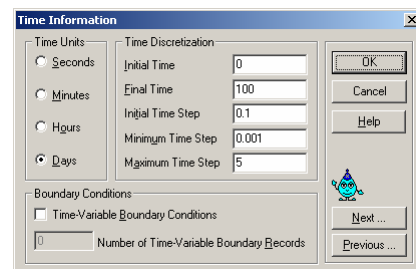 Time Information
Time Units
Seconds
Minutes
Hours
Days
Time Discretization
Initial Time 0
Final Time 100
Initial Time Step 0.1
Minimum Time Step 0.001
Maximum Time Step 5
Boundary Conditions
Time-Variable Boundary Conditions
0 Number of Time-Variable Boundary Records
OK
Cancel
Help
Next ...
Previous ...